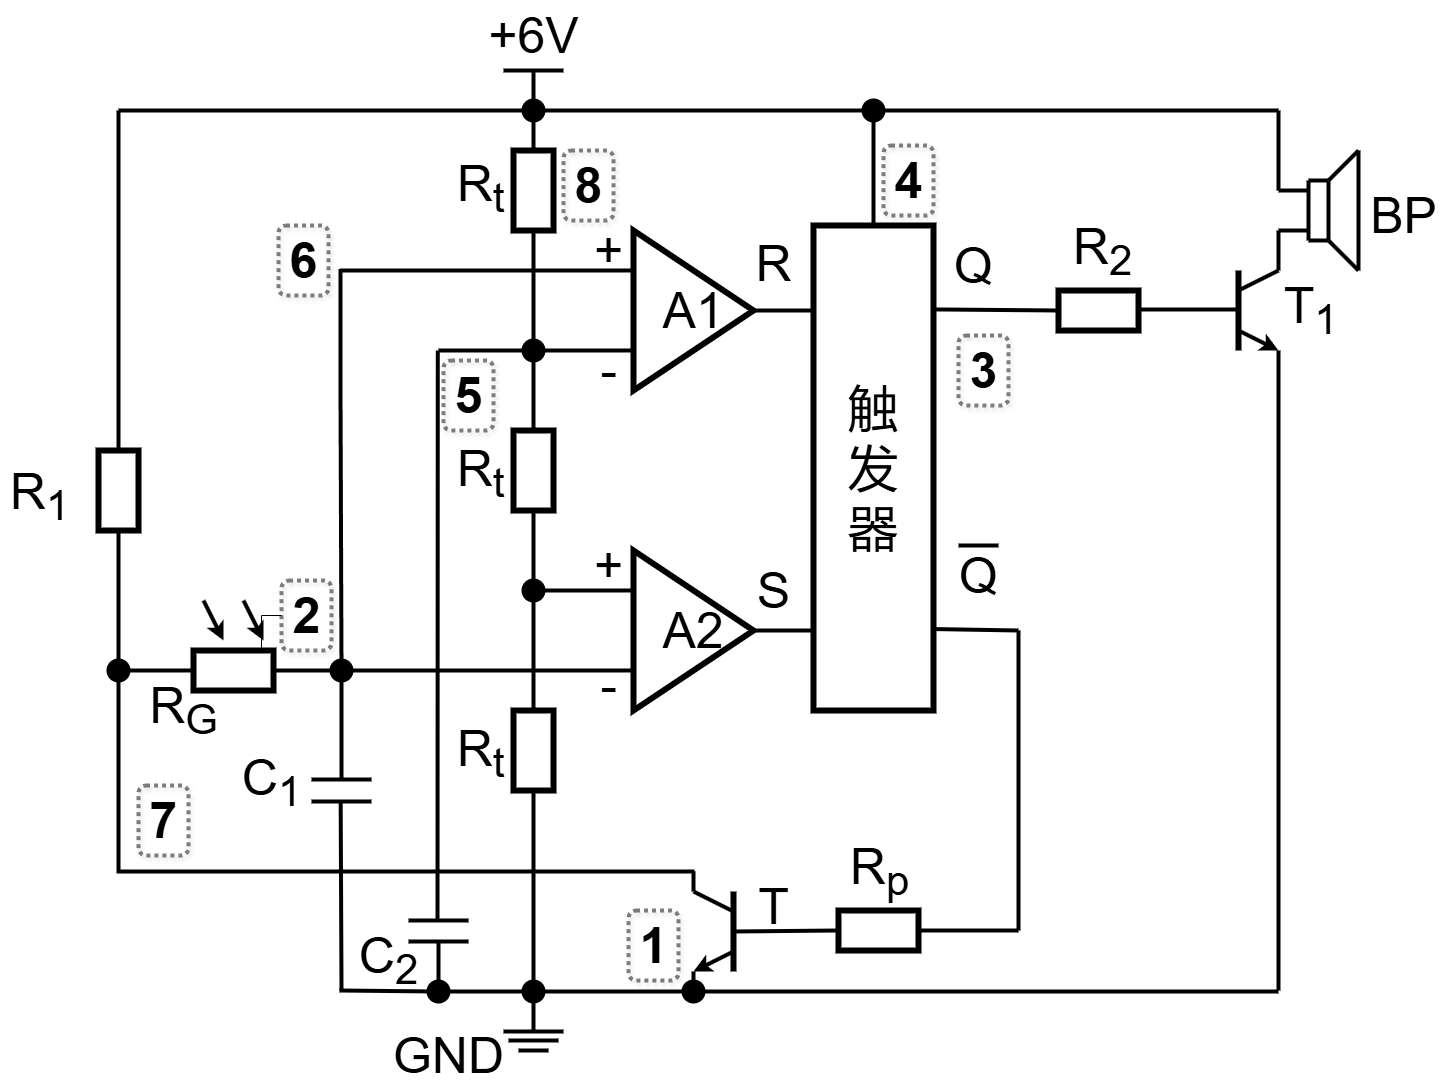 +6V
Rt
8
4
BP
6
+
A1
R
Q
R2
T1
-
5
3
触
发
器
R1
Rt
2
+
A2
S
Q
-
RG
Rt
C1
7
Rp
T
1
C2
GND